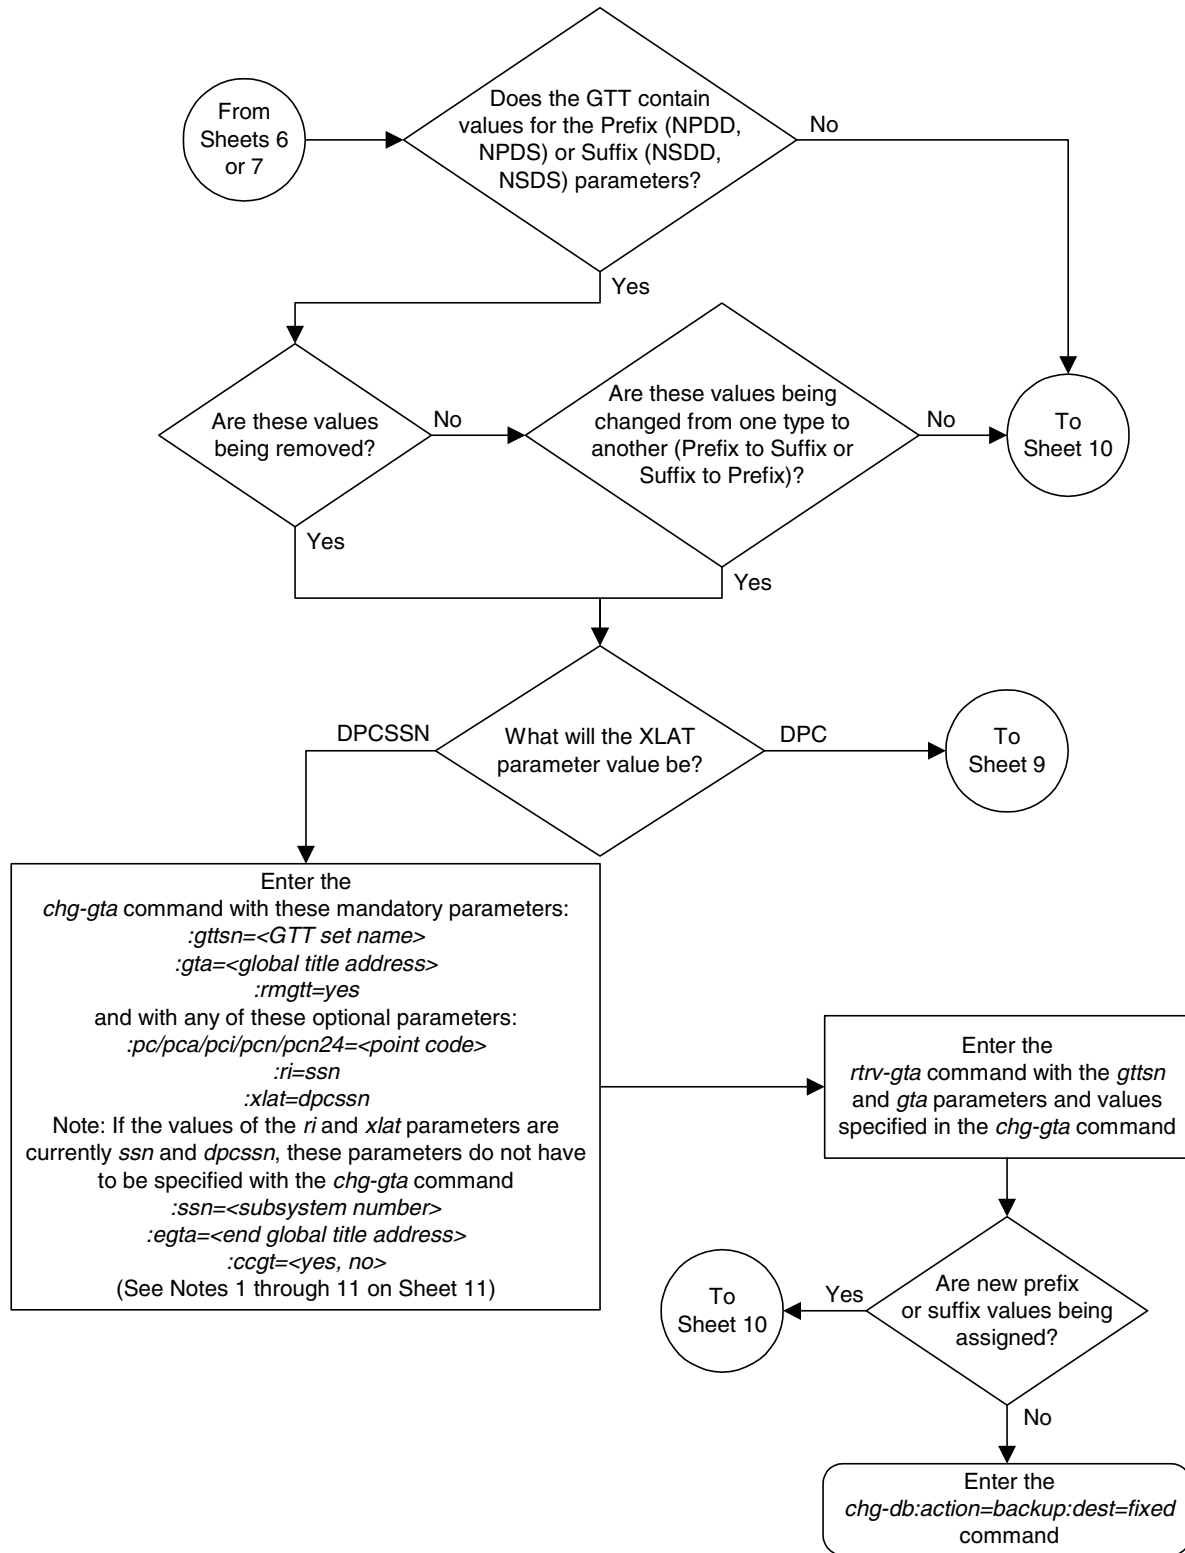 From
Sheets 6
or 7
Does the GTT contain
values for the Prefix (NPDD,
NPDS) or Suffix (NSDD,
NSDS) parameters?
No
Yes
Are these values
being removed?
No
Are these values being
changed from one type to
another (Prefix to Suffix or
Suffix to Prefix)?
No
To
Sheet 10
Yes
Yes
What will the XLAT
parameter value be?
DPCSSN
DPC
To
Sheet 9
Enter the
chg-gta command with these mandatory parameters:
:gttsn=<GTT set name>
:gta=<global title address>
:rmgtt=yes
and with any of these optional parameters:
:pc/pca/pci/pcn/pcn24=<point code>
:ri=ssn
:xlat=dpcssn
Note: If the values of the ri and xlat parameters are
currently ssn and dpcssn, these parameters do not have
to be specified with the chg-gta command
:ssn=<subsystem number>
:egta=<end global title address>
:ccgt=<yes, no>
(See Notes 1 through 11 on Sheet 11)
Enter the
rtrv-gta command with the gttsn
and gta parameters and values
specified in the chg-gta command
Are new prefix
or suffix values being
assigned?
Yes
To
Sheet 10
No
Enter the
chg-db:action=backup:dest=fixed
command